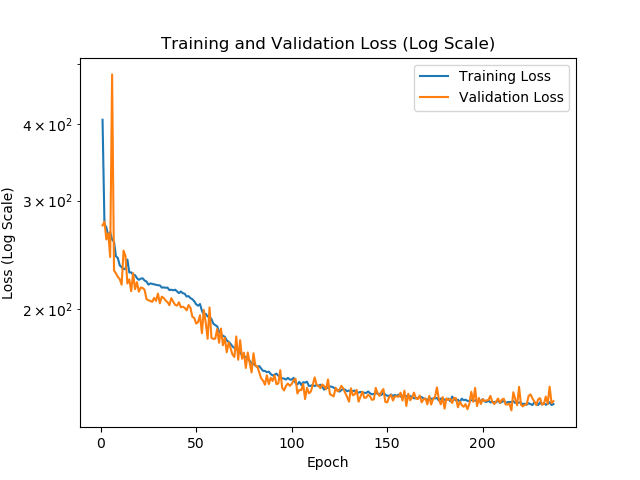 Training and Validation Loss (Log Scale)
Training Loss
Validation Loss
4 × 10²
3 × 10²
2 × 10²
Loss (Log Scale)
0 50 100 150 200
Epoch